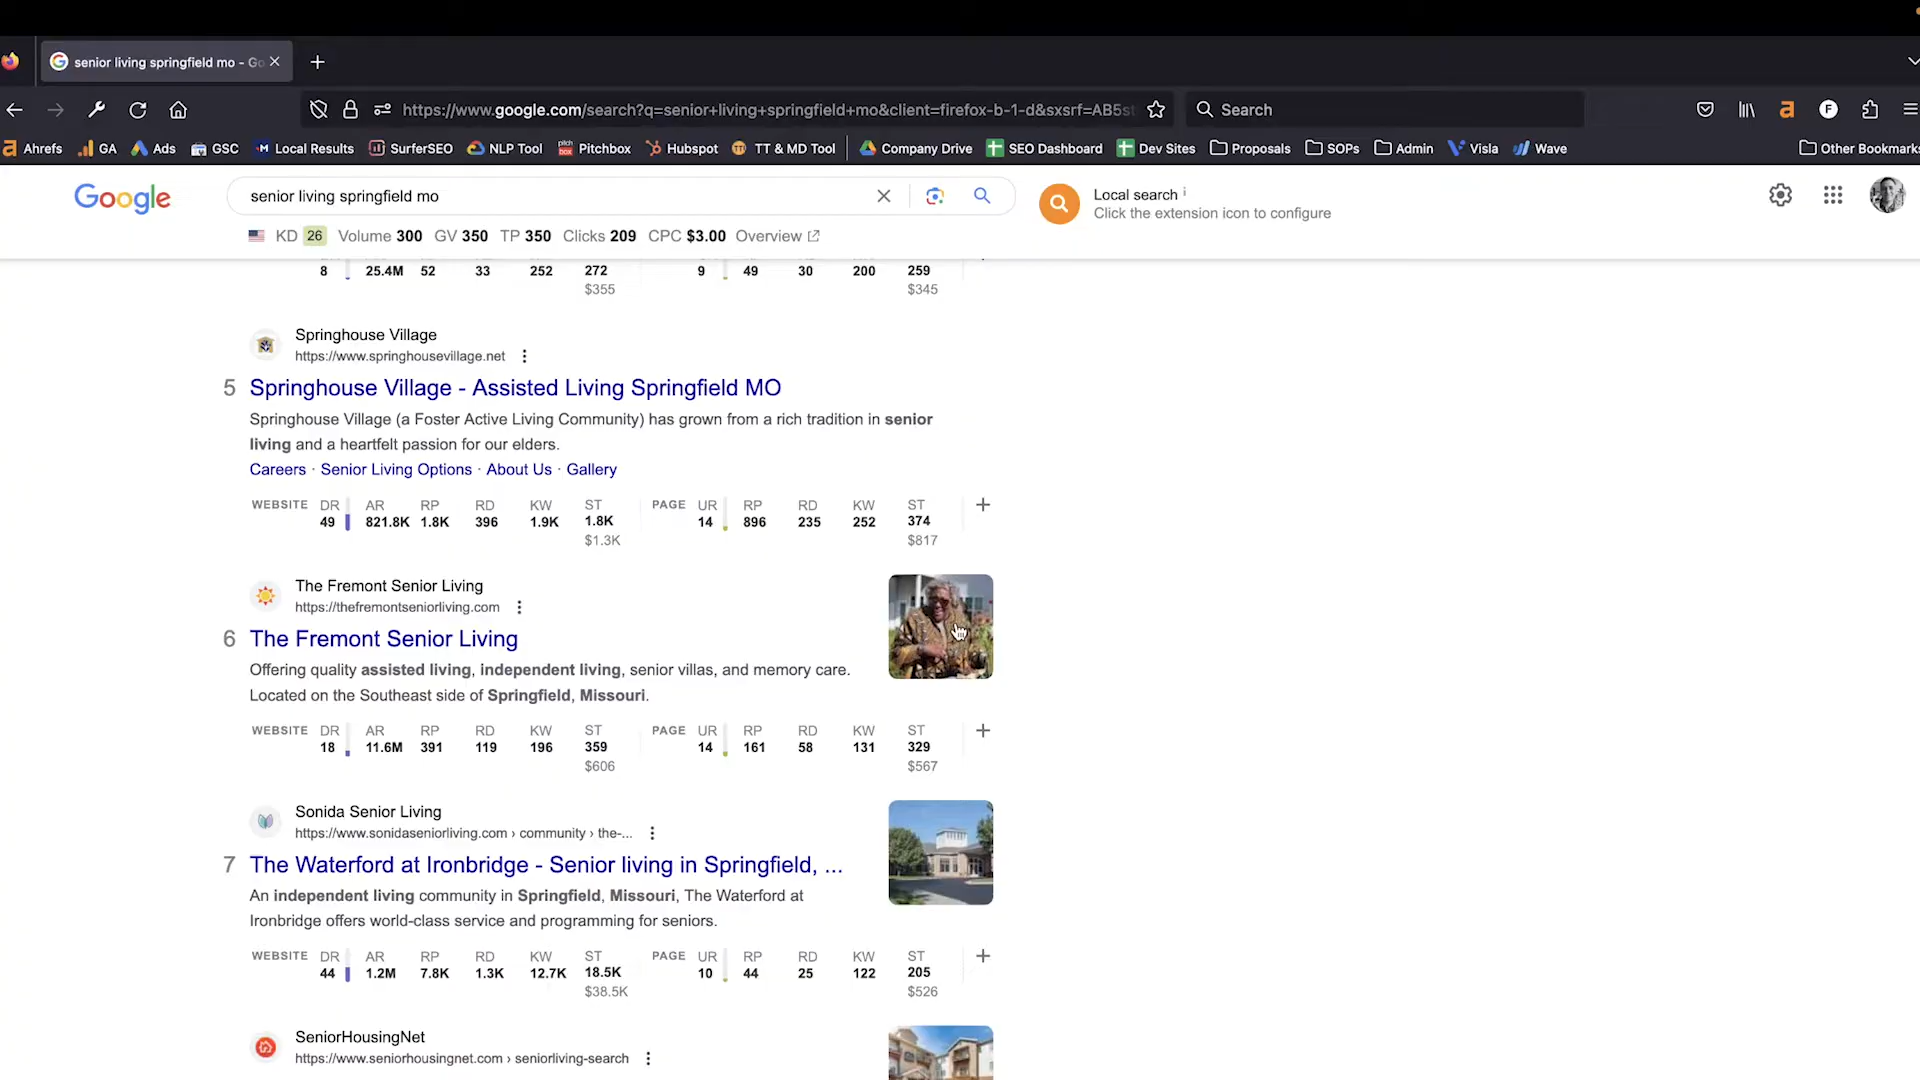 senior living springfield mo - Go
https://www.google.com/search?q=senior+living+springfield+mo&client=firefox-b-1-d&sxsrf=AB5s
Search
Ahrefs GA Ads GSC Local Results SurferSEO NLP Tool Pitchbox Hubspot TT & MD Tool Company Drive SEO Dashboard Dev Sites Proposals SOPs Admin Visla Wave Other Bookmarks
Google
senior living springfield mo
Local search
Click the extension icon to configure
KD 26 Volume 300 GV 350 TP 350 Clicks 209 CPC $3.00 Overview
8 25.4M 52 33 252 272 9 49 30 200 259
$355 $345
Springhouse Village
https://www.springhousevillage.net
5 Springhouse Village - Assisted Living Springfield MO
Springhouse Village (a Foster Active Living Community) has grown from a rich tradition in senior
living and a heartfelt passion for our elders.
Careers · Senior Living Options · About Us · Gallery
WEBSITE DR AR RP RD KW ST PAGE UR RP RD KW ST
49 821.8K 1.8K 396 1.9K 1.8K 14 896 235 252 374
$1.3K $817
The Fremont Senior Living
https://thefremontseniorliving.com
6 The Fremont Senior Living
Offering quality assisted living, independent living, senior villas, and memory care.
Located on the Southeast side of Springfield, Missouri.
WEBSITE DR AR RP RD KW ST PAGE UR RP RD KW ST
18 11.6M 391 119 196 359 14 161 58 131 329
$606 $567
Sonida Senior Living
https://www.sonidaseniorliving.com › community › the-...
7 The Waterford at Ironbridge - Senior living in Springfield, ...
An independent living community in Springfield, Missouri, The Waterford at
Ironbridge offers world-class service and programming for seniors.
WEBSITE DR AR RP RD KW ST PAGE UR RP RD KW ST
44 1.2M 7.8K 1.3K 12.7K 18.5K 10 44 25 122 205
$38.5K $526
SeniorHousingNet
https://www.seniorhousingnet.com › seniorliving-search